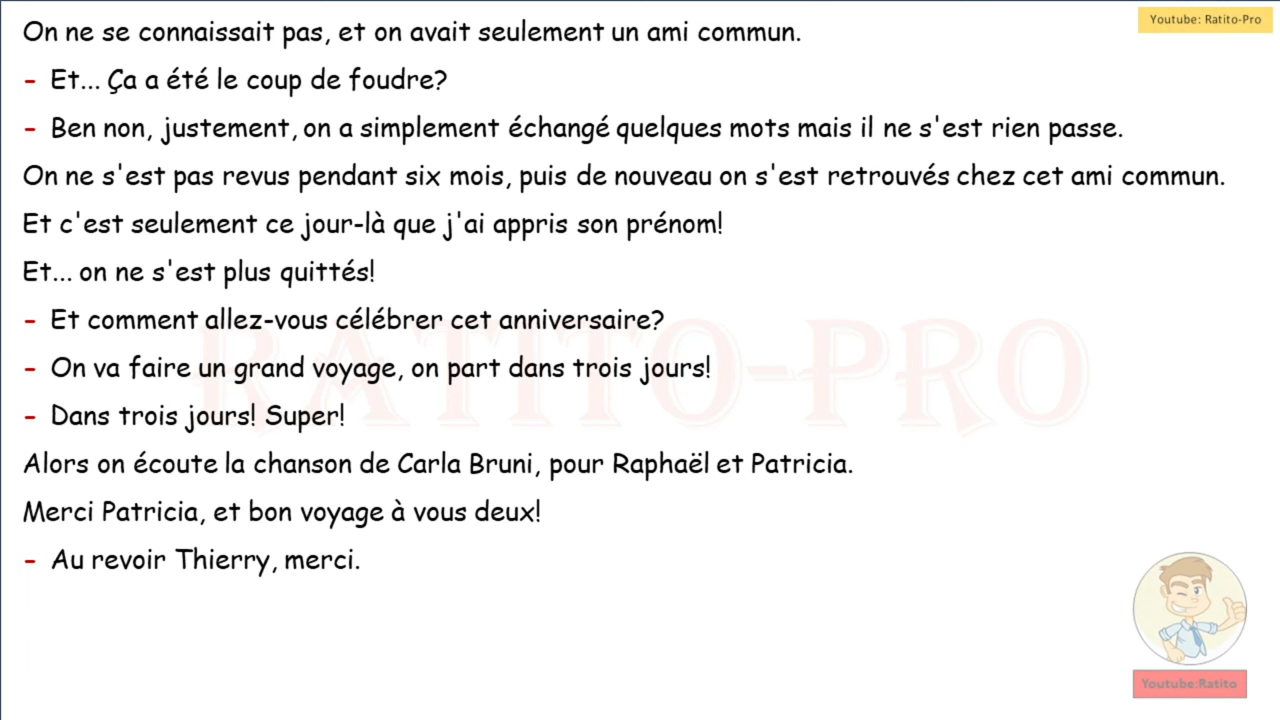 Youtube: Ratito-Pro
On ne se connaissait pas, et on avait seulement un ami commun.
- Et... Ça a été le coup de foudre?
- Ben non, justement, on a simplement échangé quelques mots mais il ne s'est rien passe.
On ne s'est pas revus pendant six mois, puis de nouveau on s'est retrouvés chez cet ami commun.
Et c'est seulement ce jour-là que j'ai appris son prénom!
Et... on ne s'est plus quittés!
- Et comment allez-vous célébrer cet anniversaire?
- On va faire un grand voyage, on part dans trois jours!
RATITO-PRO
- Dans trois jours! Super!
Alors on écoute la chanson de Carla Bruni, pour Raphaël et Patricia.
Merci Patricia, et bon voyage à vous deux!
- Au revoir Thierry, merci.
Youtube:Ratito